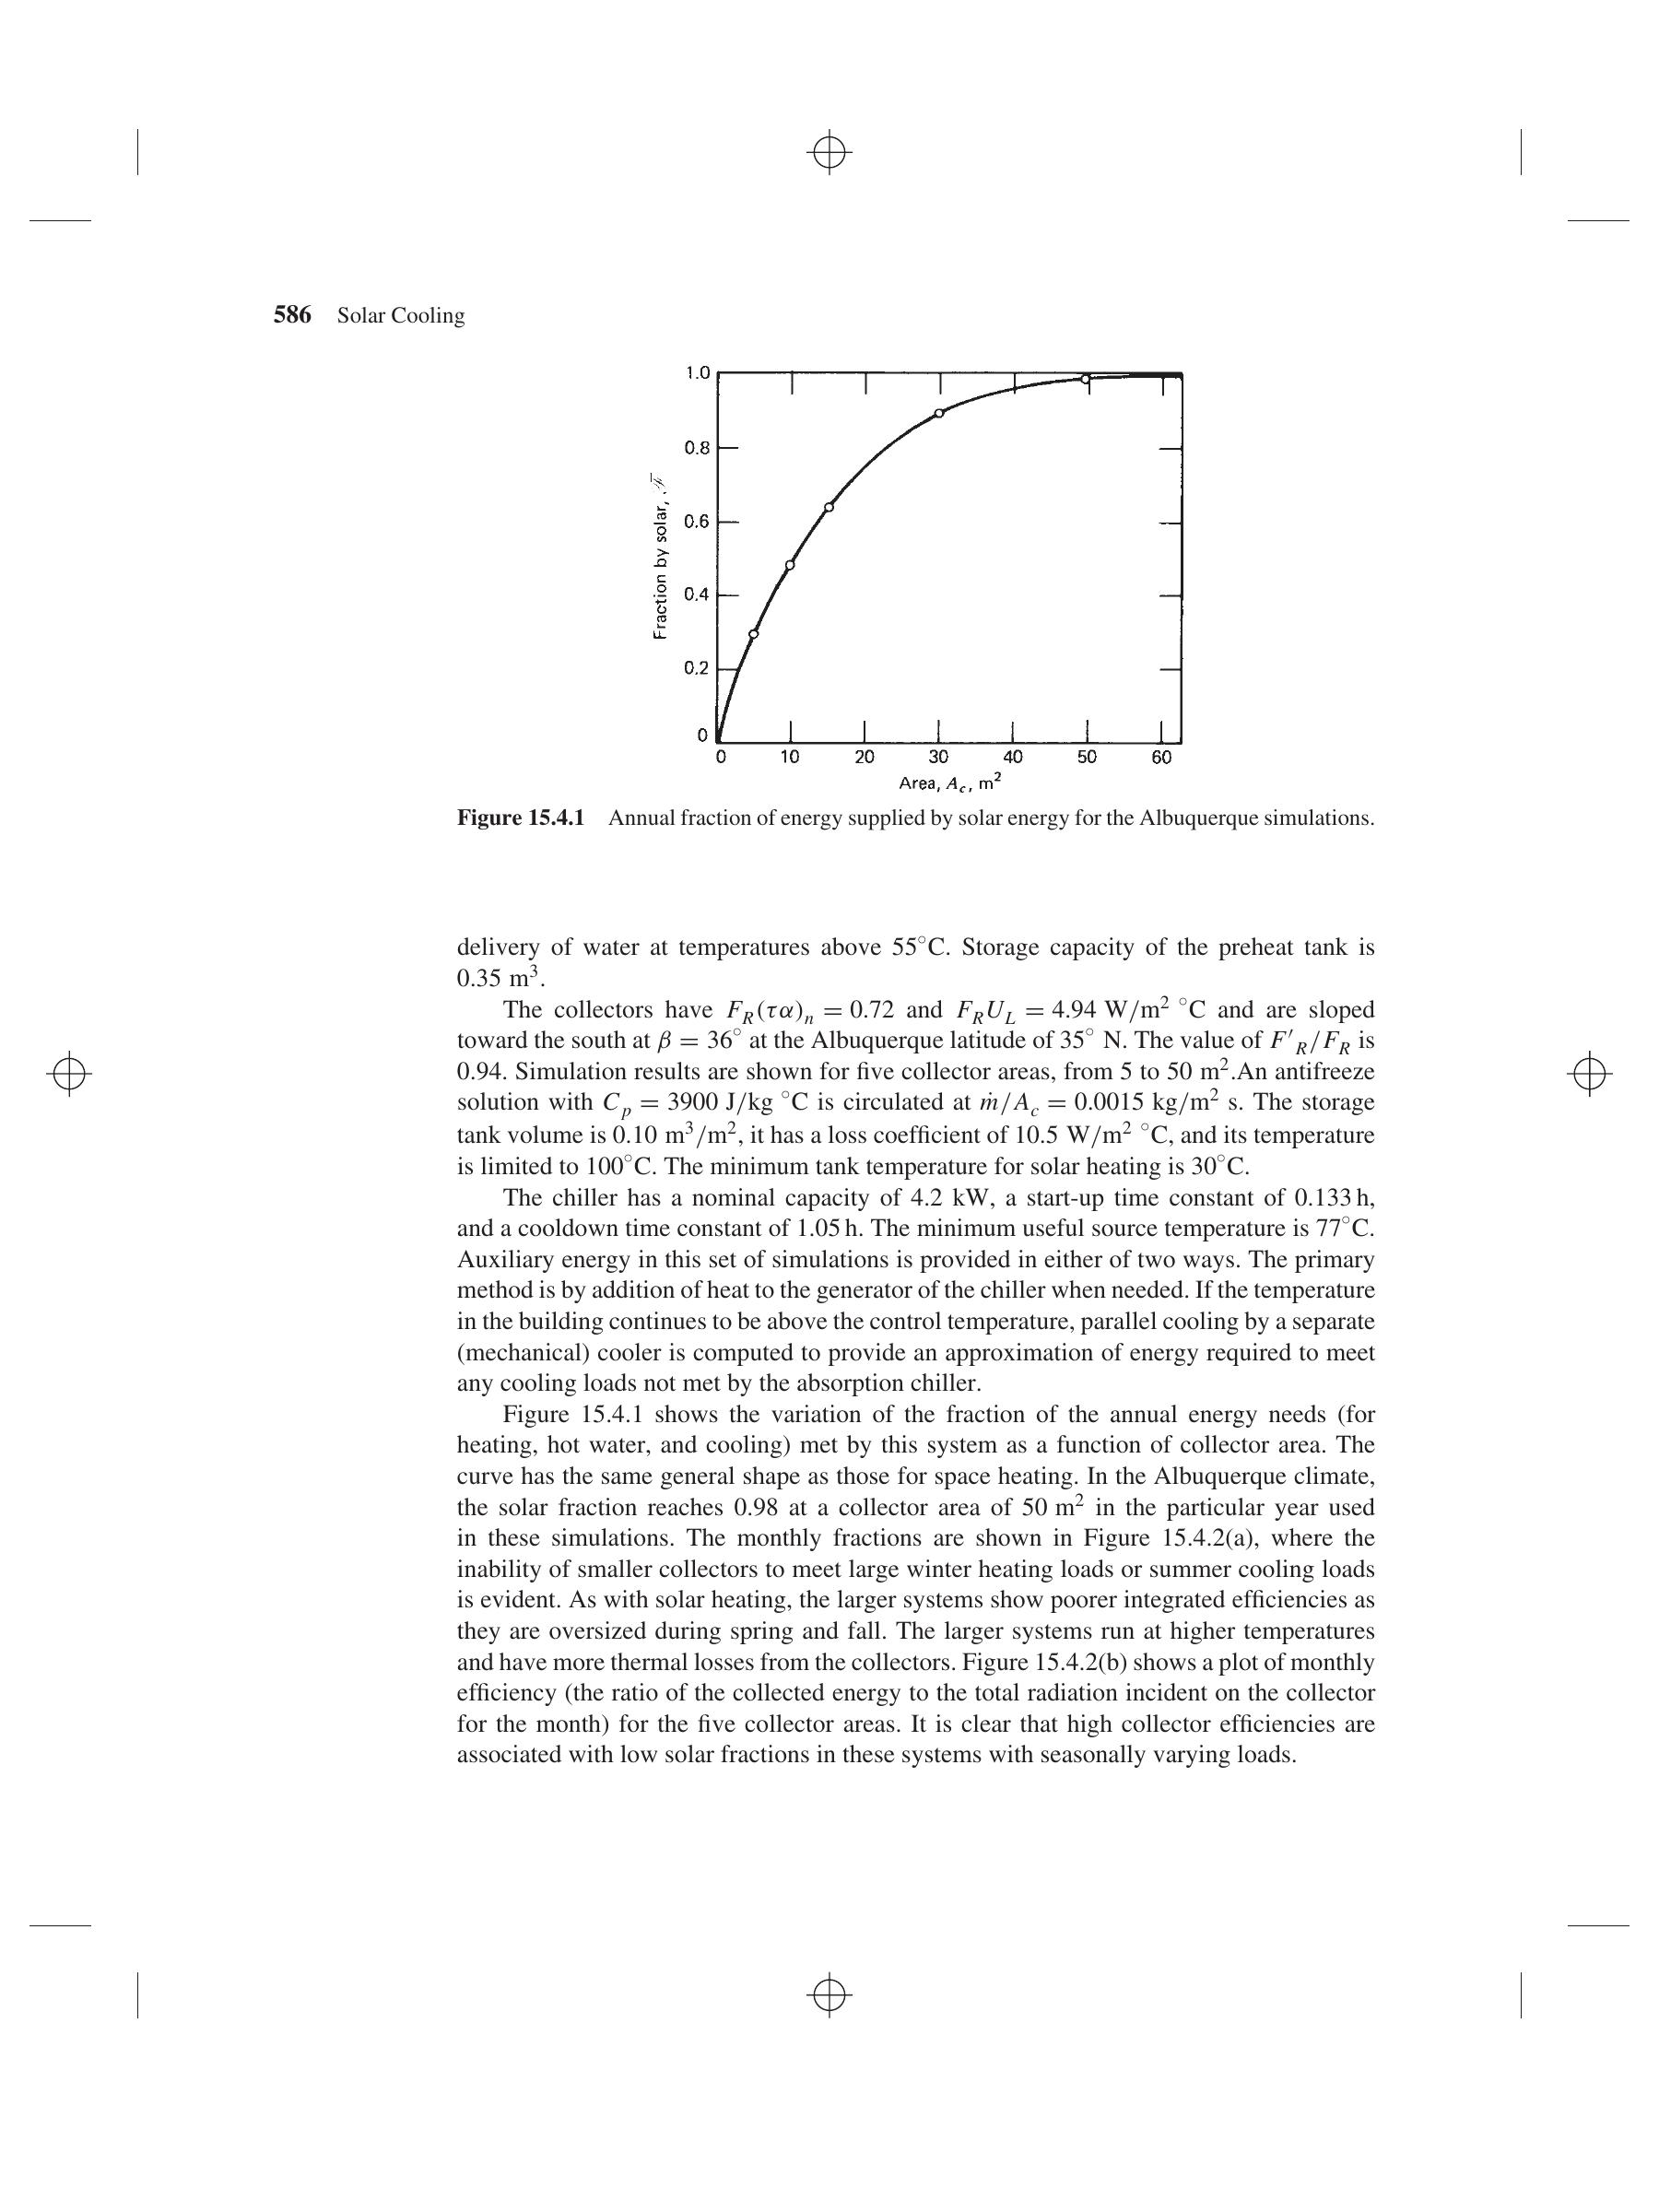 586 Solar Cooling
1.0
0.8
0.6
0.4
0.2
0
Fraction by solar, ℱ
0 10 20 30 40 50 60
Area, A_c, m²
Figure 15.4.1 Annual fraction of energy supplied by solar energy for the Albuquerque simulations.
delivery of water at temperatures above 55°C. Storage capacity of the preheat tank is
0.35 m³.
The collectors have F_R(τα)_n = 0.72 and F_RU_L = 4.94 W/m² °C and are sloped
toward the south at β = 36° at the Albuquerque latitude of 35° N. The value of F′_R/F_R is
0.94. Simulation results are shown for five collector areas, from 5 to 50 m².An antifreeze
solution with C_p = 3900 J/kg °C is circulated at ṁ/A_c = 0.0015 kg/m² s. The storage
tank volume is 0.10 m³/m², it has a loss coefficient of 10.5 W/m² °C, and its temperature
is limited to 100°C. The minimum tank temperature for solar heating is 30°C.
The chiller has a nominal capacity of 4.2 kW, a start-up time constant of 0.133 h,
and a cooldown time constant of 1.05 h. The minimum useful source temperature is 77°C.
Auxiliary energy in this set of simulations is provided in either of two ways. The primary
method is by addition of heat to the generator of the chiller when needed. If the temperature
in the building continues to be above the control temperature, parallel cooling by a separate
(mechanical) cooler is computed to provide an approximation of energy required to meet
any cooling loads not met by the absorption chiller.
Figure 15.4.1 shows the variation of the fraction of the annual energy needs (for
heating, hot water, and cooling) met by this system as a function of collector area. The
curve has the same general shape as those for space heating. In the Albuquerque climate,
the solar fraction reaches 0.98 at a collector area of 50 m² in the particular year used
in these simulations. The monthly fractions are shown in Figure 15.4.2(a), where the
inability of smaller collectors to meet large winter heating loads or summer cooling loads
is evident. As with solar heating, the larger systems show poorer integrated efficiencies as
they are oversized during spring and fall. The larger systems run at higher temperatures
and have more thermal losses from the collectors. Figure 15.4.2(b) shows a plot of monthly
efficiency (the ratio of the collected energy to the total radiation incident on the collector
for the month) for the five collector areas. It is clear that high collector efficiencies are
associated with low solar fractions in these systems with seasonally varying loads.